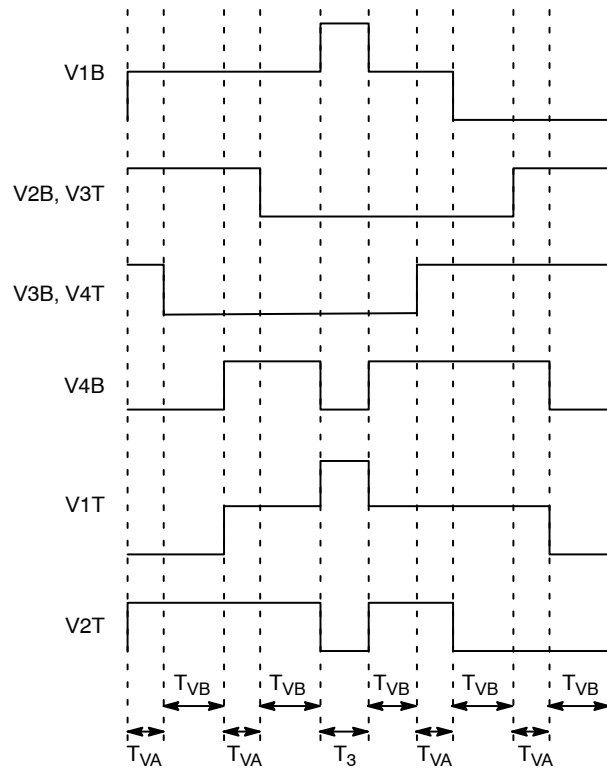 V1B
V2B, V3T
V3B, V4T
V4B
V1T
V2T
TVB TVB TVB TVB TVB
TVA TVA T3 TVA TVA